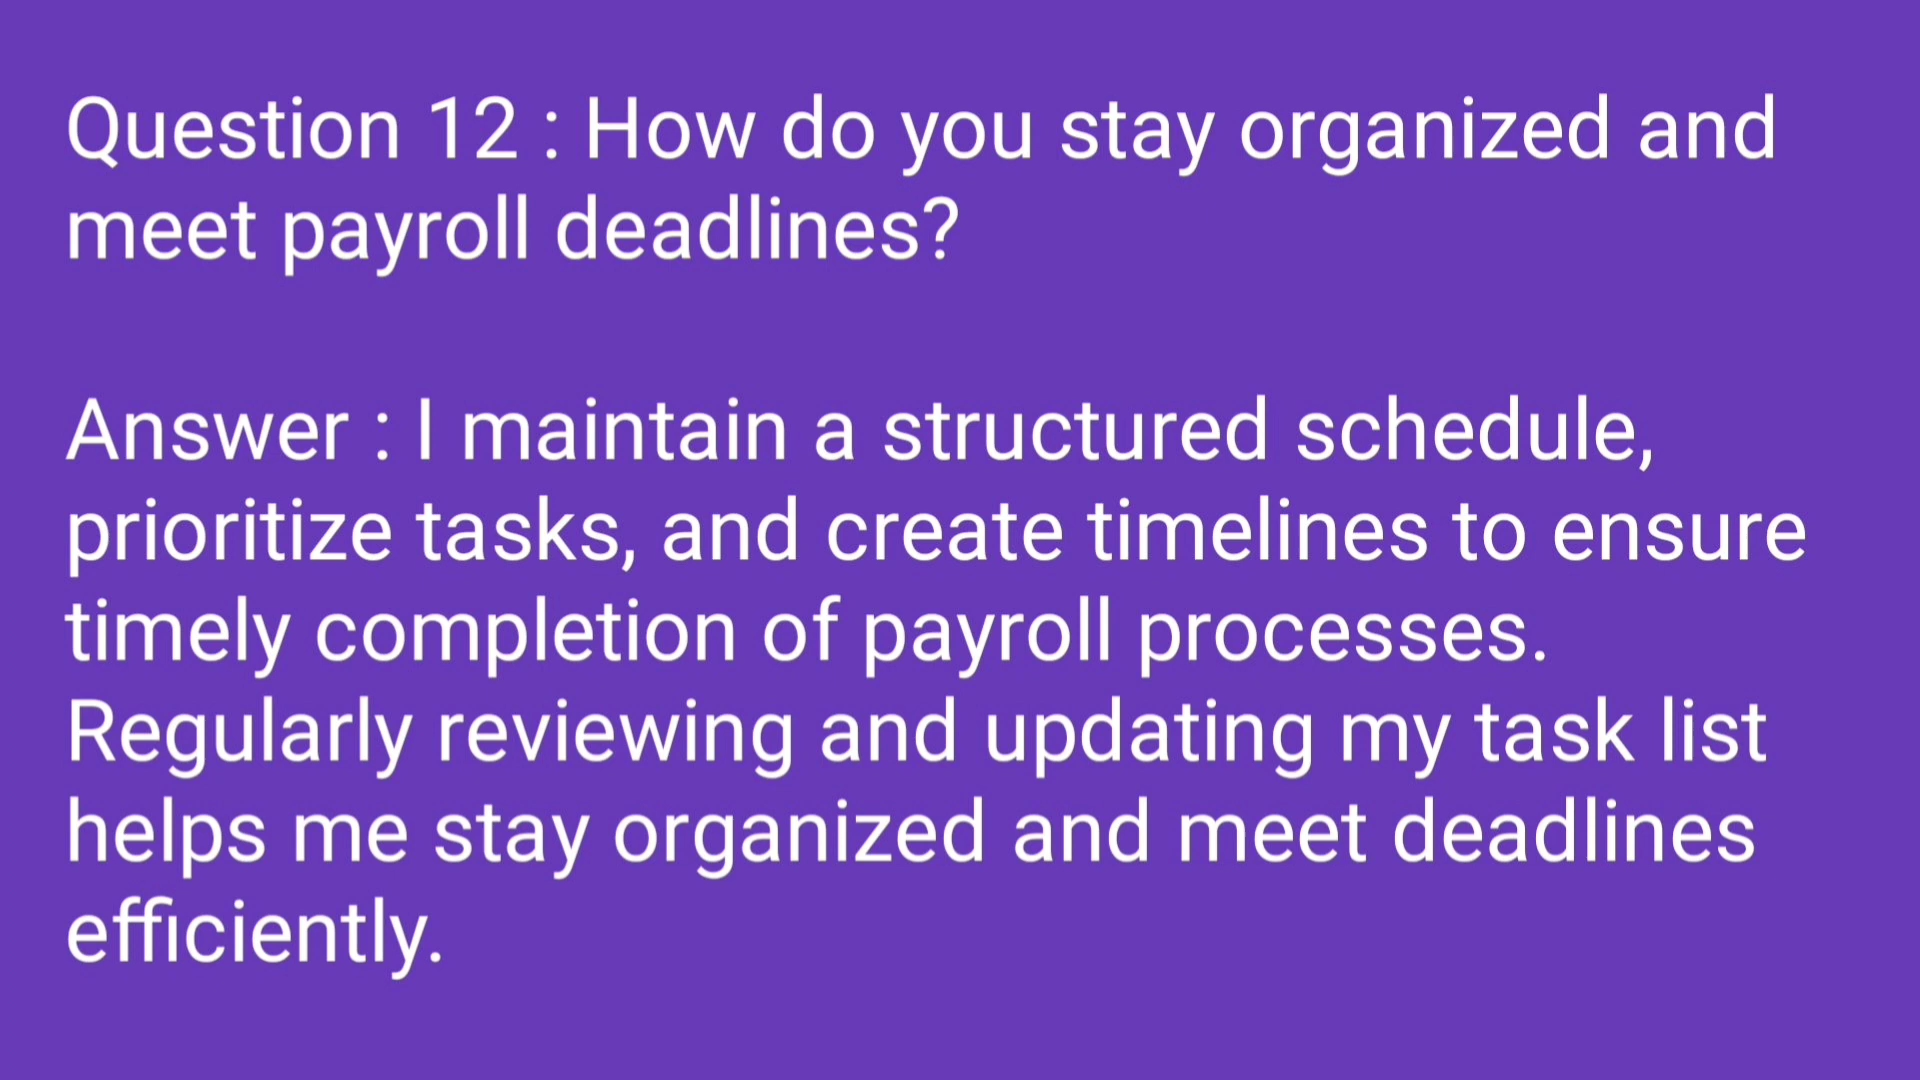 Question 12 : How do you stay organized and
meet payroll deadlines?
Answer : I maintain a structured schedule,
prioritize tasks, and create timelines to ensure
timely completion of payroll processes.
Regularly reviewing and updating my task list
helps me stay organized and meet deadlines
efficiently.